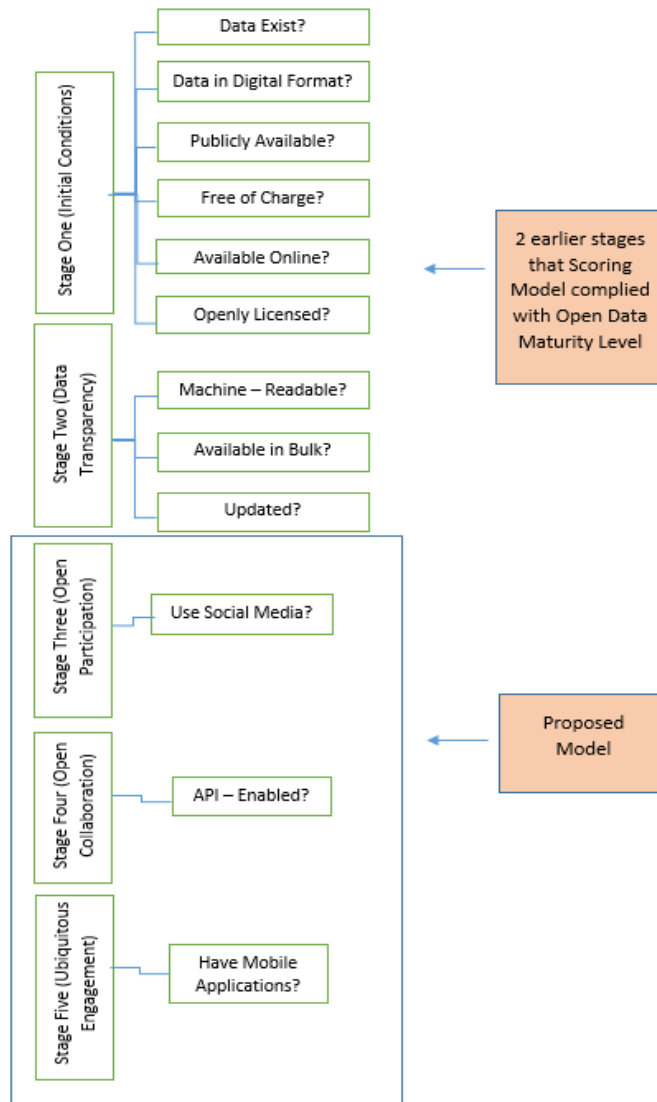 Stage One (Initial Conditions)
Data Exist?
Data in Digital Format?
Publicly Available?
Free of Charge?
Available Online?
Openly Licensed?
2 earlier stages
that Scoring
Model complied
with Open Data
Maturity Level
Stage Two (Data
Transparency)
Machine – Readable?
Available in Bulk?
Updated?
Stage Three (Open
Participation)
Use Social Media?
Proposed
Model
Stage Four (Open
Collaboration)
API – Enabled?
Stage Five (Ubiquitous
Engagement)
Have Mobile
Applications?